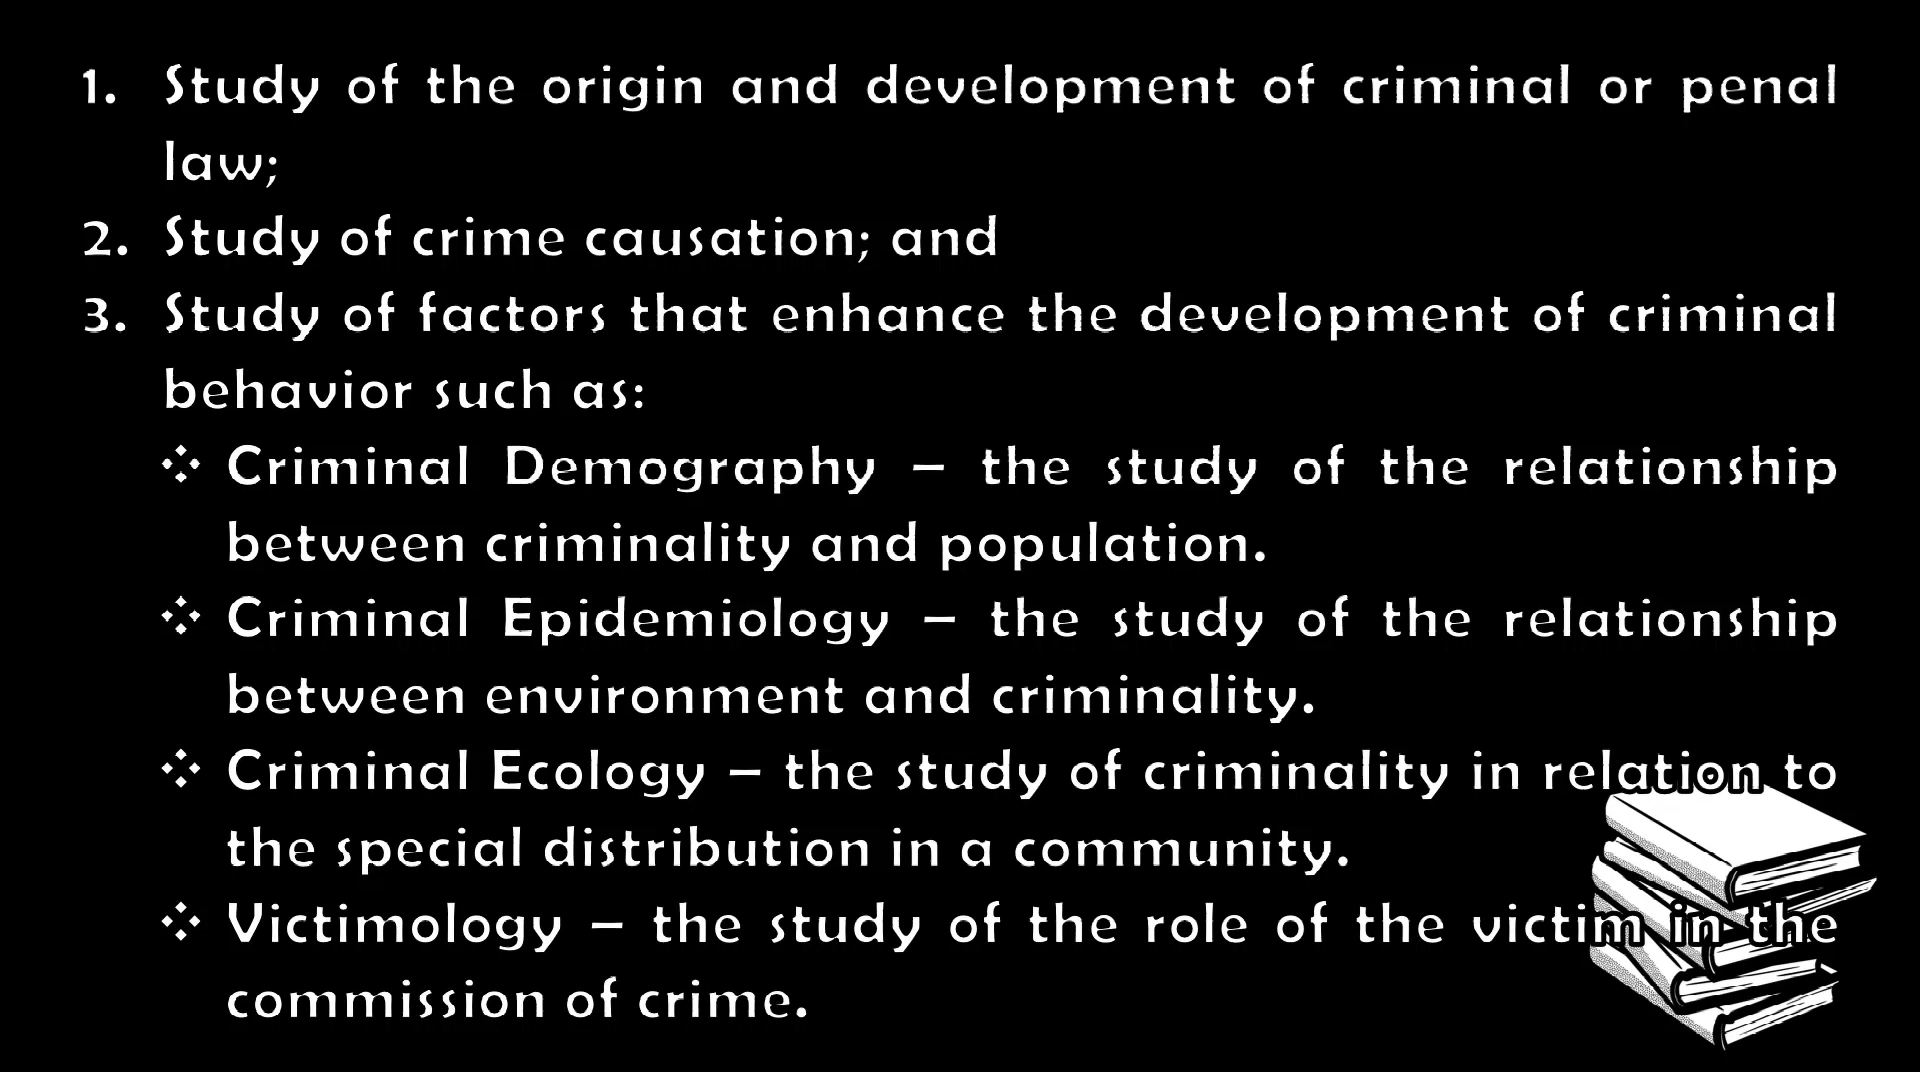 1. Study of the origin and development of criminal or penal
law;
2. Study of crime causation; and
3. Study of factors that enhance the development of criminal
behavior such as:
❖ Criminal Demography – the study of the relationship
between criminality and population.
❖ Criminal Epidemiology – the study of the relationship
between environment and criminality.
❖ Criminal Ecology – the study of criminality in relation to
the special distribution in a community.
❖ Victimology – the study of the role of the victim in the
commission of crime.